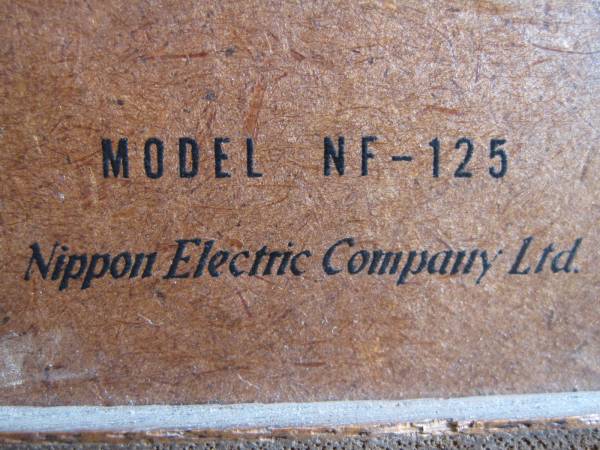 MODEL NF-125
Nippon Electric Company Ltd.